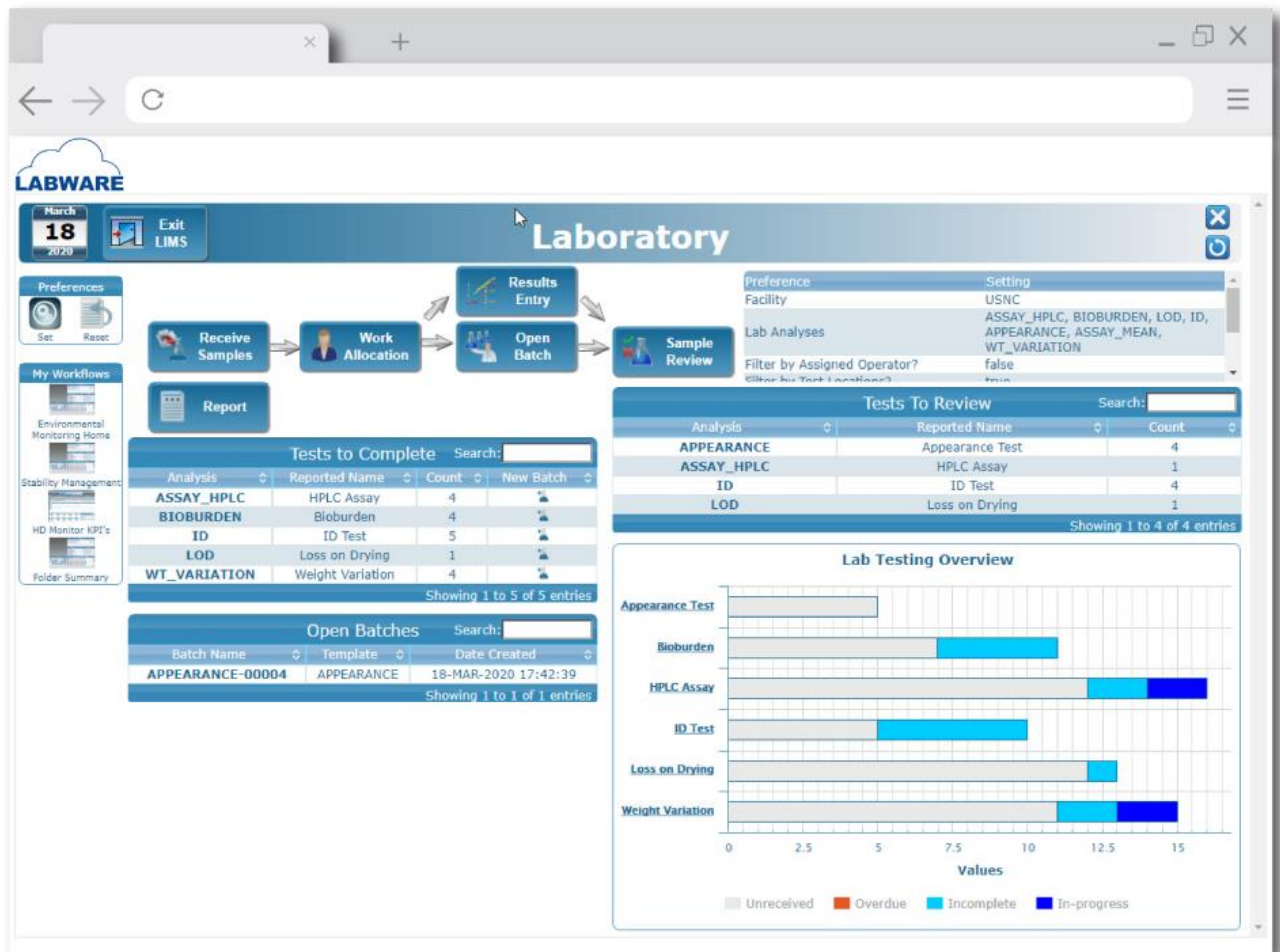 LABWARE
March
18
2020
Exit
LIMS
Laboratory
Preferences
Set Reset
My Workflows
Environmental
Monitoring Home
Stability Management
HD Monitor KPI's
Folder Summary
Receive
Samples
Work
Allocation
Results
Entry
Open
Batch
Sample
Review
Report
Preference Setting
Facility USNC
Lab Analyses ASSAY_HPLC, BIOBURDEN, LOD, ID,
APPEARANCE, ASSAY_MEAN,
WT_VARIATION
Filter by Assigned Operator? false
Filter by Test Locations? true
Tests to Complete Search:
Analysis Reported Name Count New Batch
ASSAY_HPLC HPLC Assay 4
BIOBURDEN Bioburden 4
ID ID Test 5
LOD Loss on Drying 1
WT_VARIATION Weight Variation 4
Showing 1 to 5 of 5 entries
Open Batches Search:
Batch Name Template Date Created
APPEARANCE-00004 APPEARANCE 18-MAR-2020 17:42:39
Showing 1 to 1 of 1 entries
Tests To Review Search:
Analysis Reported Name Count
APPEARANCE Appearance Test 4
ASSAY_HPLC HPLC Assay 1
ID ID Test 4
LOD Loss on Drying 1
Showing 1 to 4 of 4 entries
Lab Testing Overview
Appearance Test
Bioburden
HPLC Assay
ID Test
Loss on Drying
Weight Variation
0 2.5 5 7.5 10 12.5 15
Values
Unreceived Overdue Incomplete In-progress